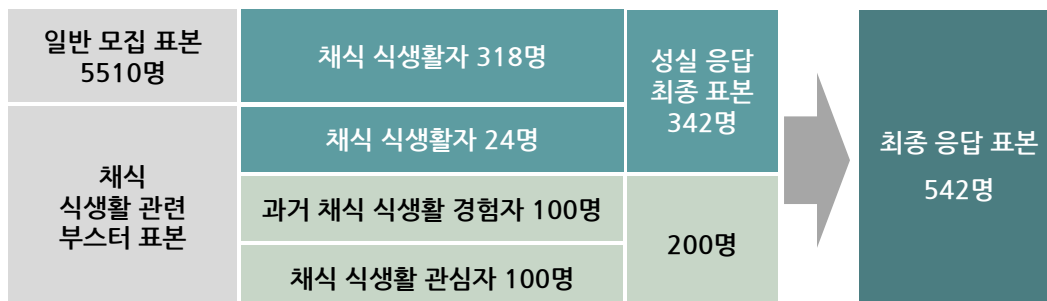 일반 모집 표본
5510명
채식 식생활자 318명
성실 응답
최종 표본
342명
채식 식생활자 24명
채식
식생활 관련
부스터 표본
과거 채식 식생활 경험자 100명
200명
채식 식생활 관심자 100명
최종 응답 표본
542명